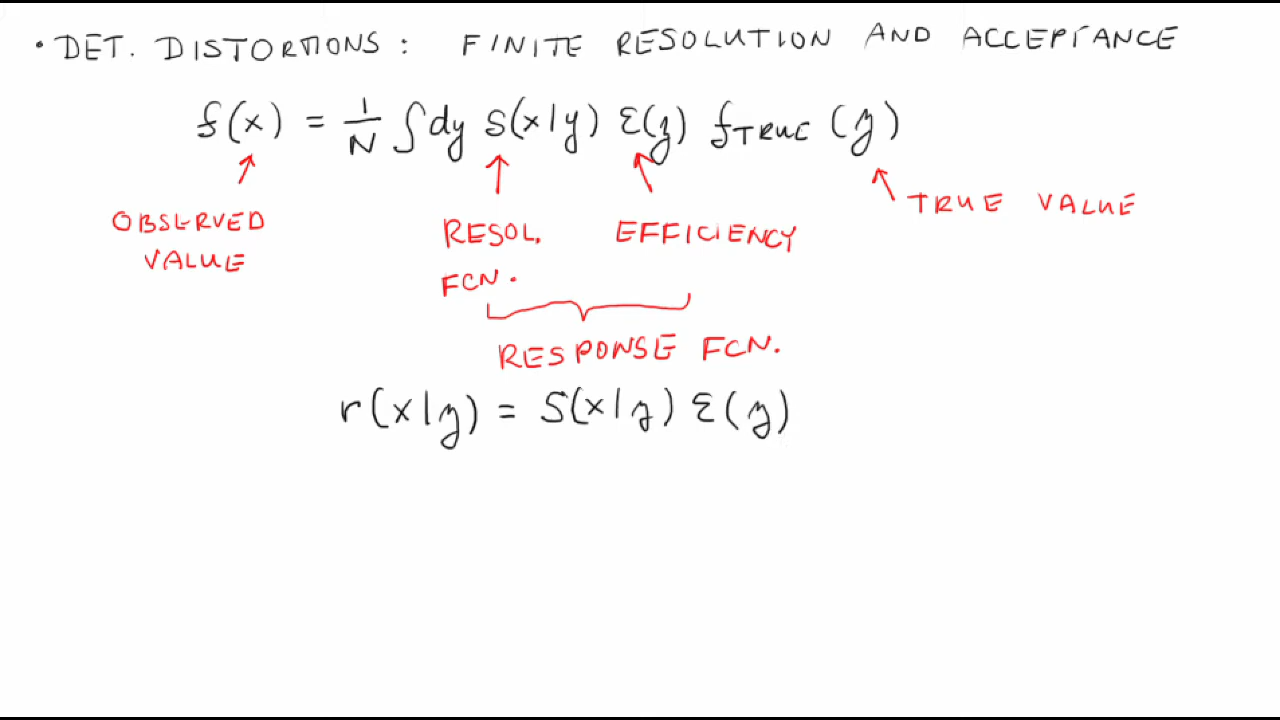 • DET. DISTORTIONS: FINITE RESOLUTION AND ACCEPTANCE
f(x) = 1/N ∫dy s(x|y) ε(y) f_TRUE (y)
OBSERVED VALUE
RESOL. FCN.
EFFICIENCY
TRUE VALUE
RESPONSE FCN.
r(x|y) = S(x|y) ε(y)